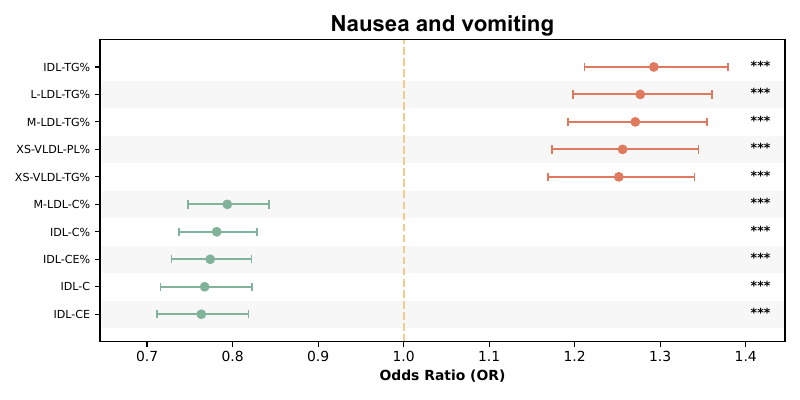 Nausea and vomiting
IDL-TG% ***
L-LDL-TG% ***
M-LDL-TG% ***
XS-VLDL-PL% ***
XS-VLDL-TG% ***
M-LDL-C% ***
IDL-C% ***
IDL-CE% ***
IDL-C ***
IDL-CE ***
0.7 0.8 0.9 1.0 1.1 1.2 1.3 1.4
Odds Ratio (OR)